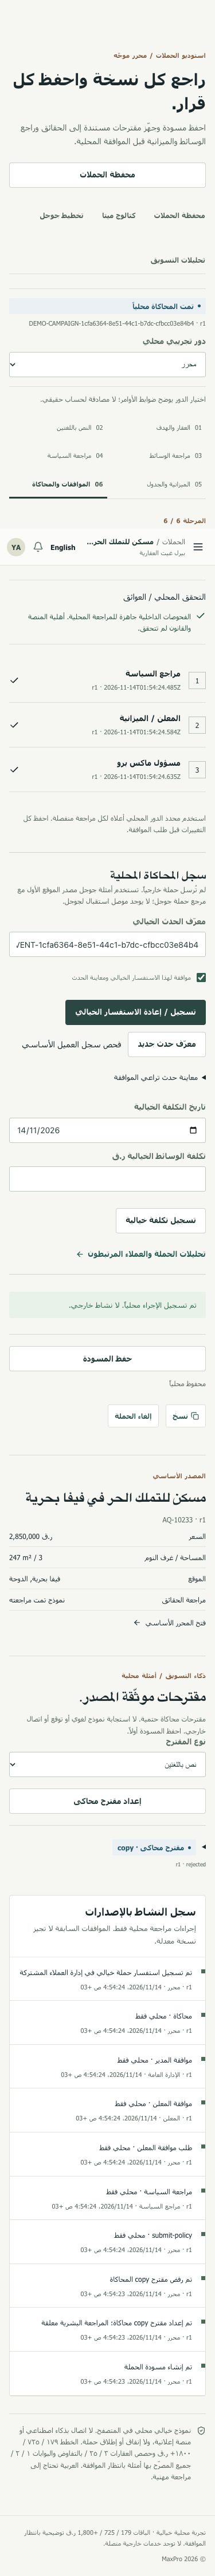 استوديو الحملات / محرر موجّه
راجع كل نسخة واحفظ كل
قرار.
احفظ مسودة وجهّز مقترحات مستندة إلى الحقائق وراجع
الوسائط والميزانية قبل الموافقة المحلية.
محفظة الحملات
محفظة الحملات
كتالوج ميتا
تخطيط جوجل
تحليلات التسويق
تمت المحاكاة محلياً
DEMO-CAMPAIGN-1cfa6364-8e51-44c1-b7dc-cfbcc03e84b4 · r1
دور تجريبي محلي
محرر
اختيار الدور يوضح ضوابط الأوامر؛ لا مصادقة لحساب حقيقي.
01 العقار والهدف
02 النص باللغتين
03 مراجعة الوسائط
04 مراجعة السياسة
05 الميزانية والجدول
06 الموافقات والمحاكاة
المرحلة 6 / 6
الحملات / مسكن للتملك الحر...
بيرل غيت العقارية
English
YA
التحقق المحلي / العوائق
الفحوصات الداخلية جاهزة للمراجعة المحلية. أهلية المنصة
والقانون لم تتحقق.
1 مراجع السياسة
r1 · 2026-11-14T01:54:24.485Z
2 المعلن / الميزانية
r1 · 2026-11-14T01:54:24.584Z
3 مسؤول ماكس برو
r1 · 2026-11-14T01:54:24.635Z
استخدم محدد الدور المحلي أعلاه لكل مراجعة منفصلة. احفظ كل
التغييرات قبل طلب الموافقة.
سجل المحاكاة المحلية
لم تُرسل حملة خارجياً. تستخدم أمثلة جوجل مصدر الموقع الأول مع
مرجع حملة جوجل؛ لا يوجد موصل استقبال لجوجل.
معرّف الحدث الخيالي
VENT-1cfa6364-8e51-44c1-b7dc-cfbcc03e84b4
موافقة لهذا الاستفسار الخيالي ومعاينة الحدث
تسجيل / إعادة الاستفسار الخيالي
معرّف حدث جديد
فحص سجل العميل الأساسي
معاينة حدث تراعي الموافقة
تاريخ التكلفة الخيالية
14/11/2026
تكلفة الوسائط الخيالية ر.ق
تسجيل تكلفة خيالية
تحليلات الحملة والعملاء المرتبطون ←
تم تسجيل الإجراء محلياً. لا نشاط خارجي.
حفظ المسودة
محفوظ محلياً
نسخ
إلغاء الحملة
المصدر الأساسي
مسكن للتملك الحر في فيفا بحرية
AQ-10233 · r1
السعر
ر.ق 2,850,000
المساحة / غرف النوم
247 m² / 3
الموقع
فيفا بحرية، الدوحة
مراجعة الحقائق
نموذج تمت مراجعته
فتح المحرر الأساسي ←
ذكاء التسويق / أمثلة محلية
مقترحات موثّقة المصدر.
مقترحات محاكاة حتمية. لا استجابة نموذج لغوي أو توقع أو اتصال
خارجي. احفظ المسودة أولاً.
نوع المقترح
نص باللغتين
إعداد مقترح محاكى
مقترح محاكى · copy
r1 · rejected
سجل النشاط بالإصدارات
إجراءات مراجعة محلية فقط. الموافقات السابقة لا تجيز
نسخة معدلة.
تم تسجيل استفسار حملة خيالي في إدارة العملاء المشتركة
r1 · محرر · 14‏/11‏/2026، 4:54:24 ص +03
محاكاة · محلي فقط
r1 · محرر · 14‏/11‏/2026، 4:54:24 ص +03
موافقة المدير · محلي فقط
r1 · الإدارة العامة · 14‏/11‏/2026، 4:54:24 ص +03
موافقة المعلن · محلي فقط
r1 · المعلن · 14‏/11‏/2026، 4:54:24 ص +03
طلب موافقة المعلن · محلي فقط
r1 · محرر · 14‏/11‏/2026، 4:54:24 ص +03
مراجعة السياسة · محلي فقط
r1 · مراجع السياسة · 14‏/11‏/2026، 4:54:24 ص +03
submit-policy · محلي فقط
r1 · محرر · 14‏/11‏/2026، 4:54:24 ص +03
تم رفض مقترح copy المحاكاة
r1 · محرر · 14‏/11‏/2026، 4:54:23 ص +03
تم إعداد مقترح copy محاكاة؛ المراجعة البشرية معلقة
r1 · محرر · 14‏/11‏/2026، 4:54:23 ص +03
تم إنشاء مسودة الحملة
r1 · محرر · 14‏/11‏/2026، 4:54:23 ص +03
نموذج خيالي محلي في المتصفح. لا اتصال بذكاء اصطناعي أو
منصة إعلانية. ولا إنفاق أو إطلاق حملة. الخطط ١٧٩ / ٧٢٥ /
١٨٠٠+ ر.ق وحصص العقارات ٢ / ٢٥ / بالتفاوض والبوابات ١ / ٢ /
جميع المصرّح بها أمثلة بانتظار الموافقة. العربية تحتاج إلى
مراجعة مهنية.
تجربة محلية خيالية · الباقات 179 / 725 / +1,800 ر.ق توضيحية بانتظار
الموافقة. لا توجد خدمات خارجية متصلة.
© 2026 MaxPro